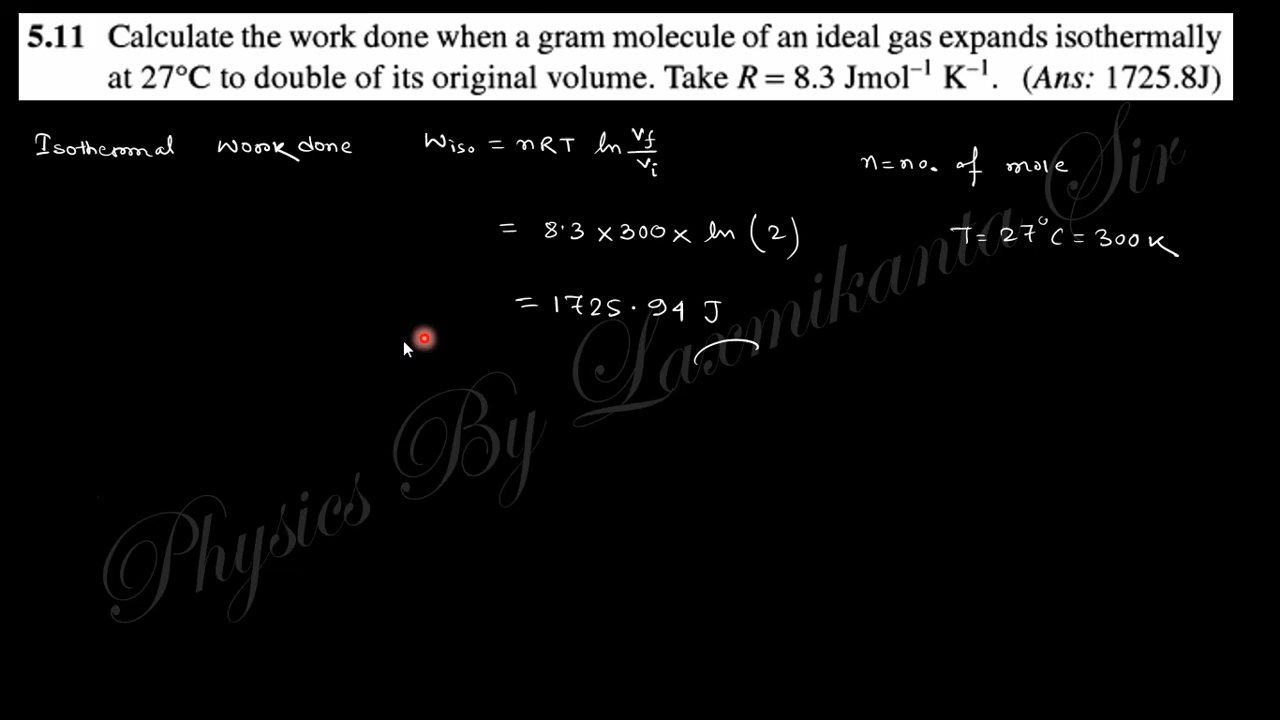 5.11 Calculate the work done when a gram molecule of an ideal gas expands isothermally
at 27°C to double of its original volume. Take R = 8.3 Jmol⁻¹ K⁻¹. (Ans: 1725.8J)
Isothermal work done W_iso = nRT ln V_f/V_i
n = no. of mole
= 8.3 × 300 × ln (2)
T = 27°C = 300 K
= 1725.94 J
Physics By Laxmikanta Sir